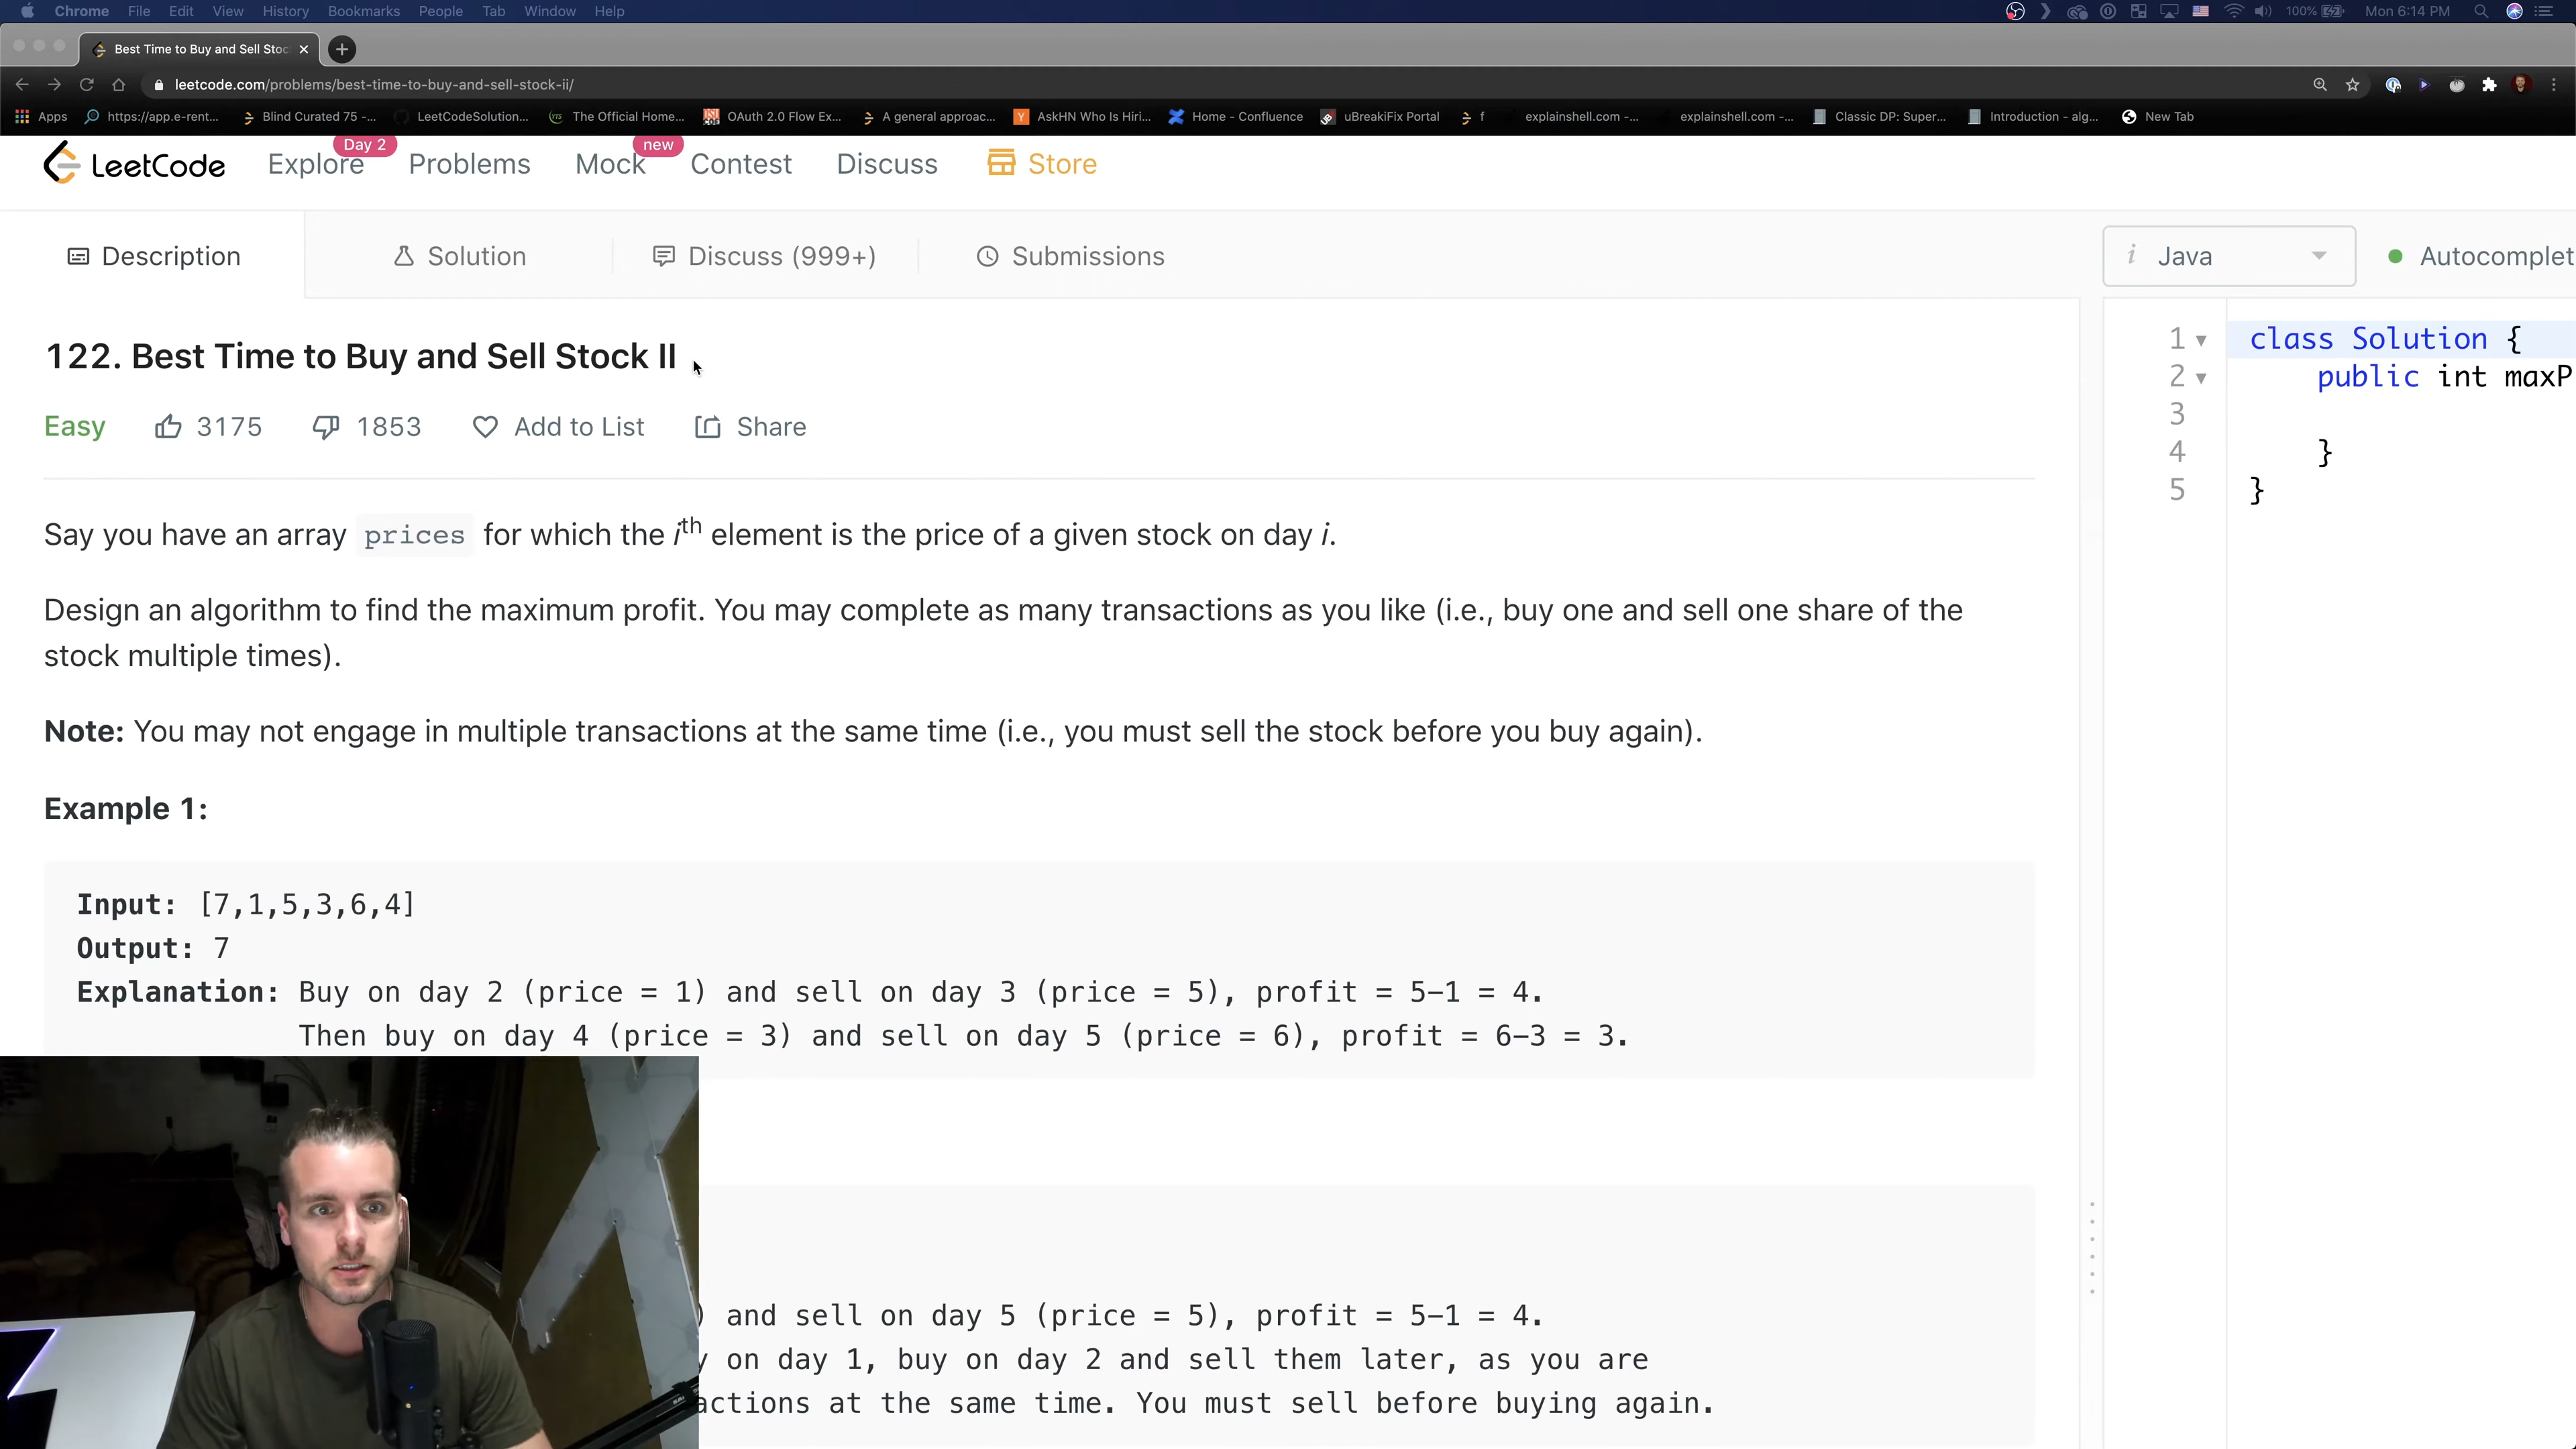 Chrome File Edit View History Bookmarks People Tab Window Help 100% Mon 6:14 PM
Best Time to Buy and Sell Stoc
leetcode.com/problems/best-time-to-buy-and-sell-stock-ii/
Apps https://app.e-rent... Blind Curated 75 -... LeetCodeSolution... The Official Home... OAuth 2.0 Flow Ex... A general approac... AskHN Who Is Hiri... Home - Confluence uBreakiFix Portal f explainshell.com -... explainshell.com -... Classic DP: Super... Introduction - alg... New Tab
Day 2 new
LeetCode Explore Problems Mock Contest Discuss Store
Description Solution Discuss (999+) Submissions i Java Autocomplet
122. Best Time to Buy and Sell Stock II
Easy 3175 1853 Add to List Share
Say you have an array prices for which the ith element is the price of a given stock on day i.
Design an algorithm to find the maximum profit. You may complete as many transactions as you like (i.e., buy one and sell one share of the
stock multiple times).
Note: You may not engage in multiple transactions at the same time (i.e., you must sell the stock before you buy again).
Example 1:
Input: [7,1,5,3,6,4]
Output: 7
Explanation: Buy on day 2 (price = 1) and sell on day 3 (price = 5), profit = 5-1 = 4.
Then buy on day 4 (price = 3) and sell on day 5 (price = 6), profit = 6-3 = 3.
) and sell on day 5 (price = 5), profit = 5-1 = 4.
y on day 1, buy on day 2 and sell them later, as you are
actions at the same time. You must sell before buying again.
1 class Solution {
2 public int maxP
3
4 }
5 }